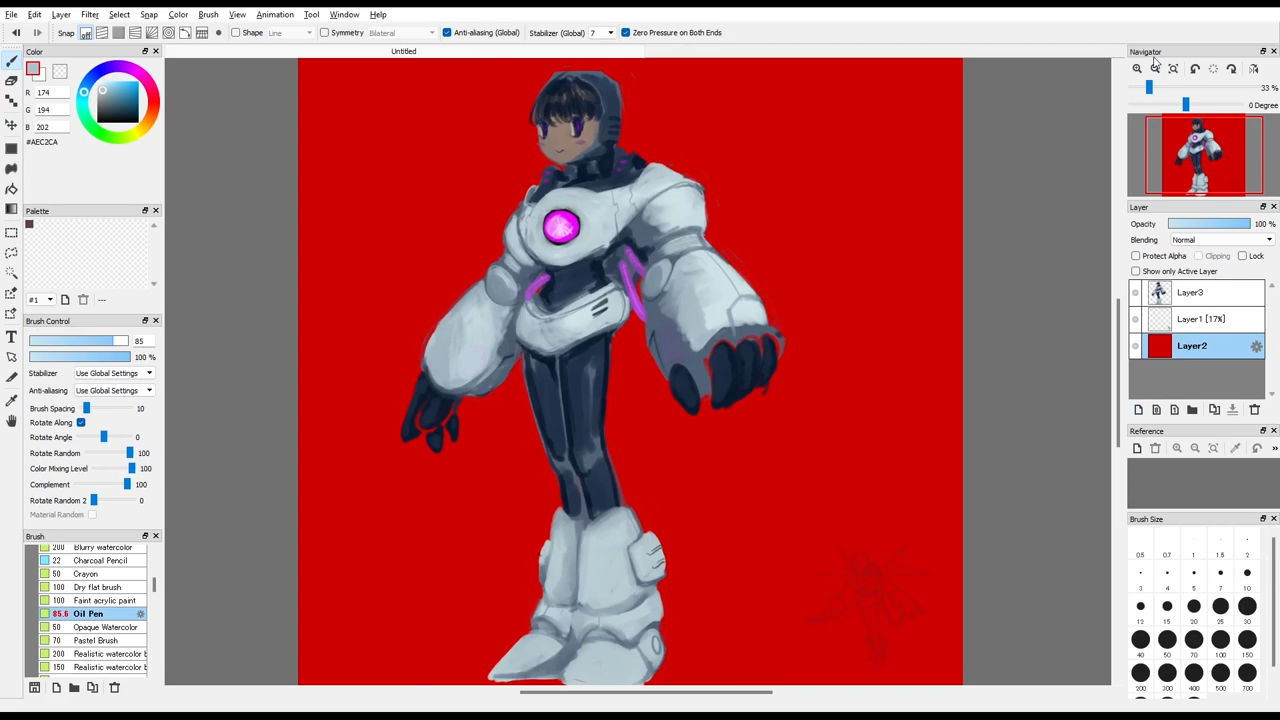 File Edit Layer Filter Select Snap Color Brush View Animation Tool Window Help
Snap off Shape Line Symmetry Bilateral Anti-aliasing (Global) Stabilizer (Global) 7 Zero Pressure on Both Ends
Color
Untitled
Navigator
R 174
G 194
B 202
#AEC2CA
33 %
0 Degree
Palette
#1 ---
Layer
Opacity 100 %
Blending Normal
Protect Alpha Clipping Lock
Show only Active Layer
Layer3
Layer1 [17%]
Layer2
Brush Control
85
100 %
Stabilizer Use Global Settings
Anti-aliasing Use Global Settings
Brush Spacing 10
Rotate Along
Rotate Angle 0
Rotate Random 100
Color Mixing Level 100
Complement 100
Rotate Random 2 0
Material Random
Reference
Brush
200 Blurry watercolor
22 Charcoal Pencil
50 Crayon
100 Dry flat brush
100 Faint acrylic paint
85.6 Oil Pen
50 Opaque Watercolor
70 Pastel Brush
200 Realistic watercolor b
150 Realistic watercolor b
Brush Size
0.5 0.7 1 1.5 2
3 4 5 7 10
12 15 20 25 30
40 50 70 100 150
200 300 400 500 700